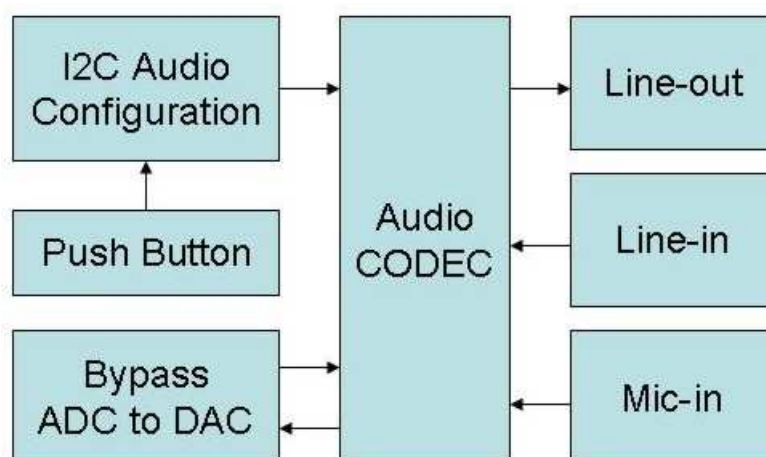 I2C Audio
Configuration
Push Button
Bypass
ADC to DAC
Audio
CODEC
Line-out
Line-in
Mic-in